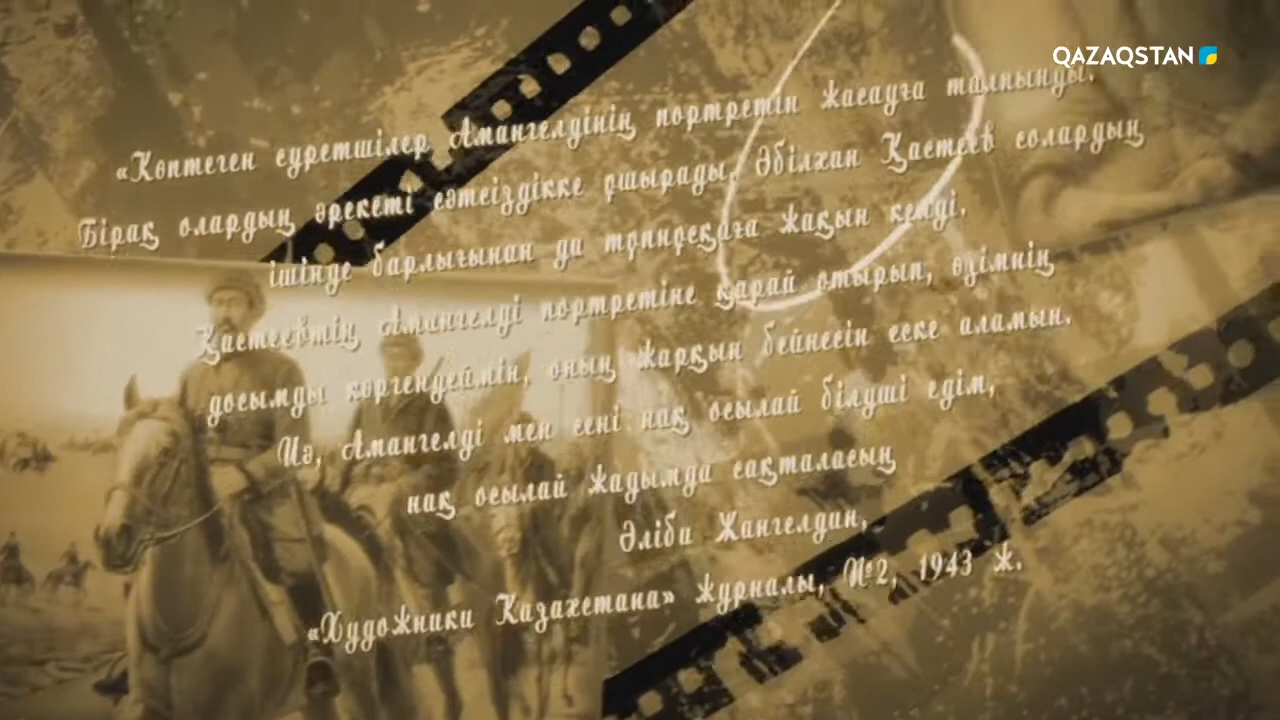 QAZAQSTAN
«Көптеген суретшілер Амангелдінің портретін жасауға талпынды.
Бірақ олардың әрекеті сәтсіздікке ұшырады. Әбілхан Қастеев солардың
ішінде барлығынан да түпнұсқаға жақын келді.
Қастеевтің Амангелді портретіне қарай отырып, өзімнің
досымды көргендеймін, оның жарқын бейнесін еске аламын.
Иә, Амангелді мен сені нақ осылай білуші едім,
нақ осылай жадымда сақталасың
Әліби Жангелдин,
«Художники Казахстана» журналы, №2, 1943 ж.